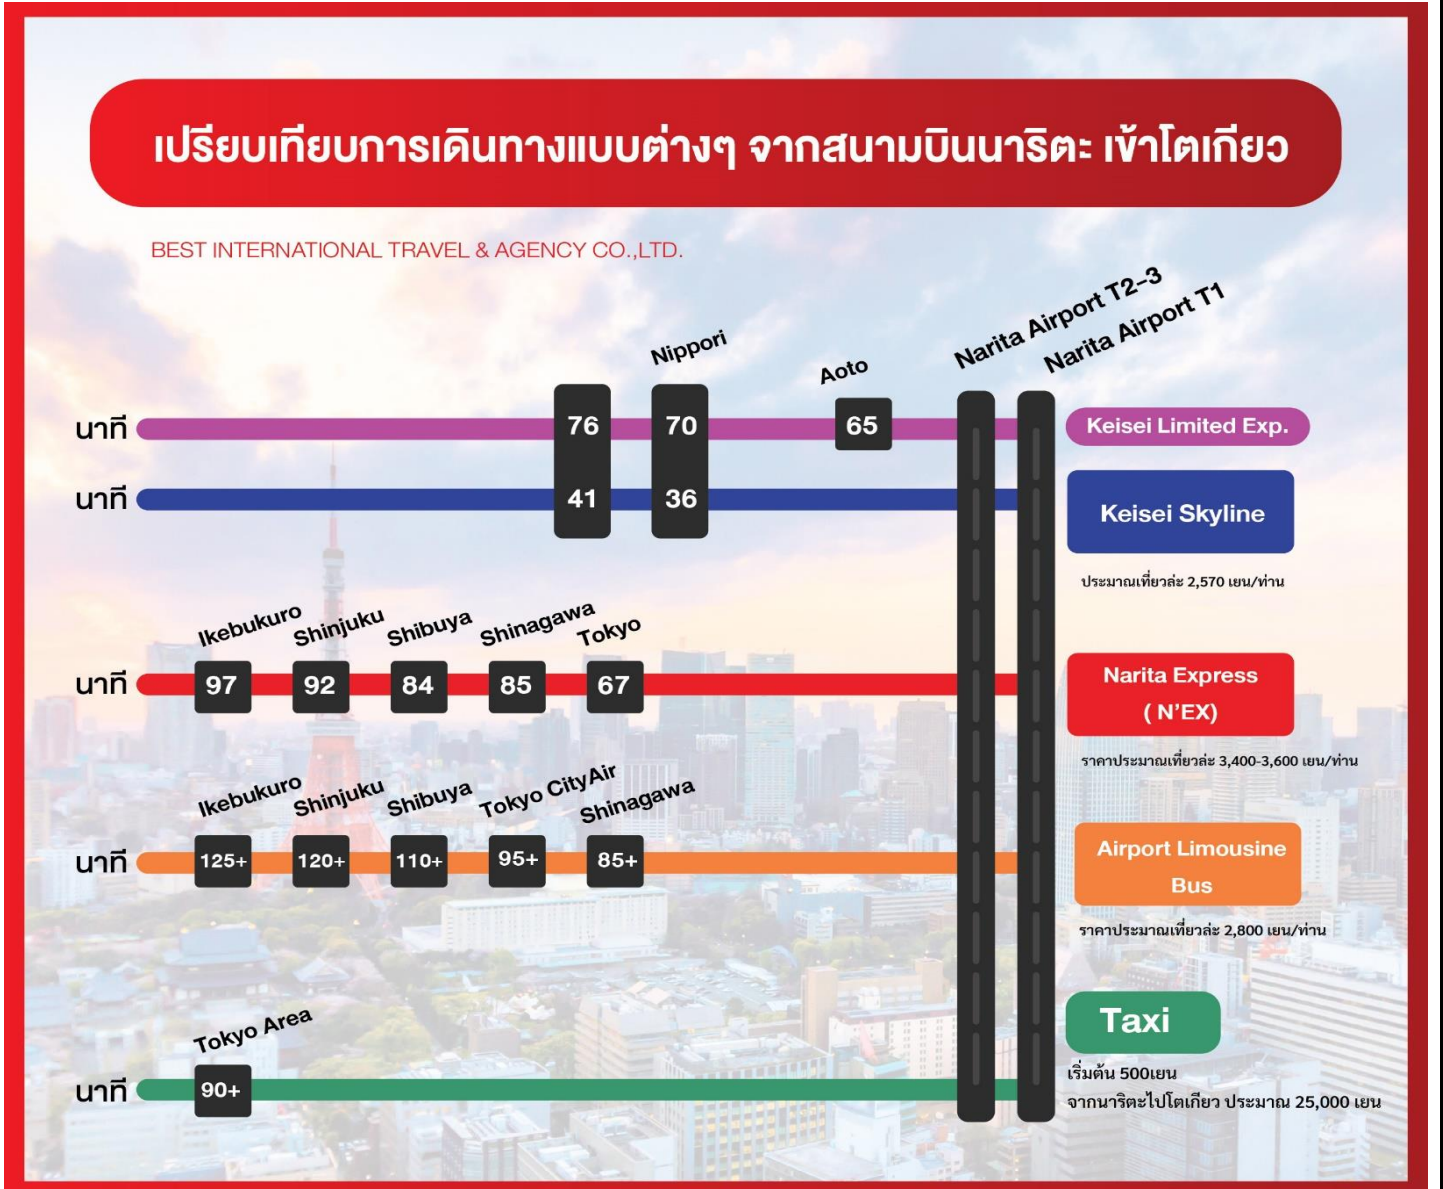 เปรียบเทียบการเดินทางแบบต่างๆ จากสนามบินนาริตะ เข้าโตเกียว
BEST INTERNATIONAL TRAVEL & AGENCY CO.,LTD.
Nippori
Aoto
Narita Airport T2-3
Narita Airport T1
นาที
76
70
65
Keisei Limited Exp.
นาที
41
36
Keisei Skyline
ประมาณเที่ยวล่ะ 2,570 เยน/ท่าน
Ikebukuro
Shinjuku
Shibuya
Shinagawa
Tokyo
นาที
97
92
84
85
67
Narita Express
( N'EX)
ราคาประมาณเที่ยวล่ะ 3,400-3,600 เยน/ท่าน
Ikebukuro
Shinjuku
Shibuya
Tokyo CityAir
Shinagawa
นาที
125+
120+
110+
95+
85+
Airport Limousine
Bus
ราคาประมาณเที่ยวล่ะ 2,800 เยน/ท่าน
Tokyo Area
นาที
90+
Taxi
เริ่มต้น 500เยน
จากนาริตะไปโตเกียว ประมาณ 25,000 เยน